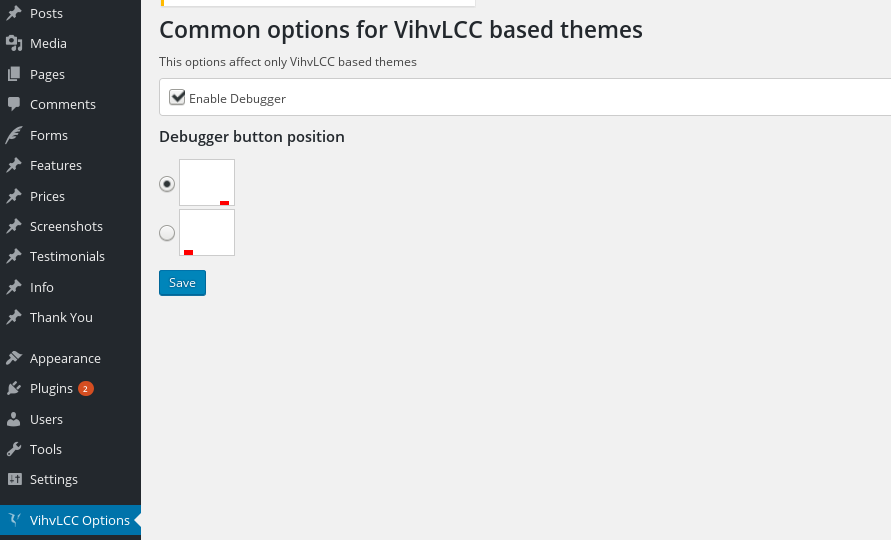 Posts
Media
Pages
Comments
Forms
Features
Prices
Screenshots
Testimonials
Info
Thank You
Appearance
Plugins 2
Users
Tools
Settings
VihvLCC Options
Common options for VihvLCC based themes
This options affect only VihvLCC based themes
Enable Debugger
Debugger button position
Save